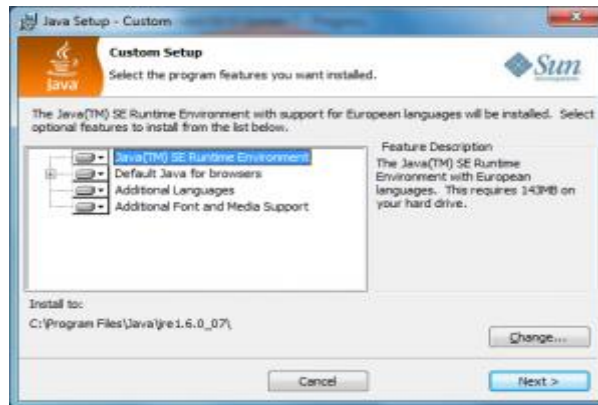 Java Setup - Custom
Java
Custom Setup
Select the program features you want installed.
Sun
The Java(TM) SE Runtime Environment with support for European languages will be installed. Select
optional features to install from the list below.
Java(TM) SE Runtime Environment
Default Java for browsers
Additional Languages
Additional Font and Media Support
Feature Description
The Java(TM) SE Runtime
Environment with European
languages. This requires 143MB on
your hard drive.
Install to:
C:\Program Files\Java\jre1.6.0_07\
Change...
Cancel
Next >